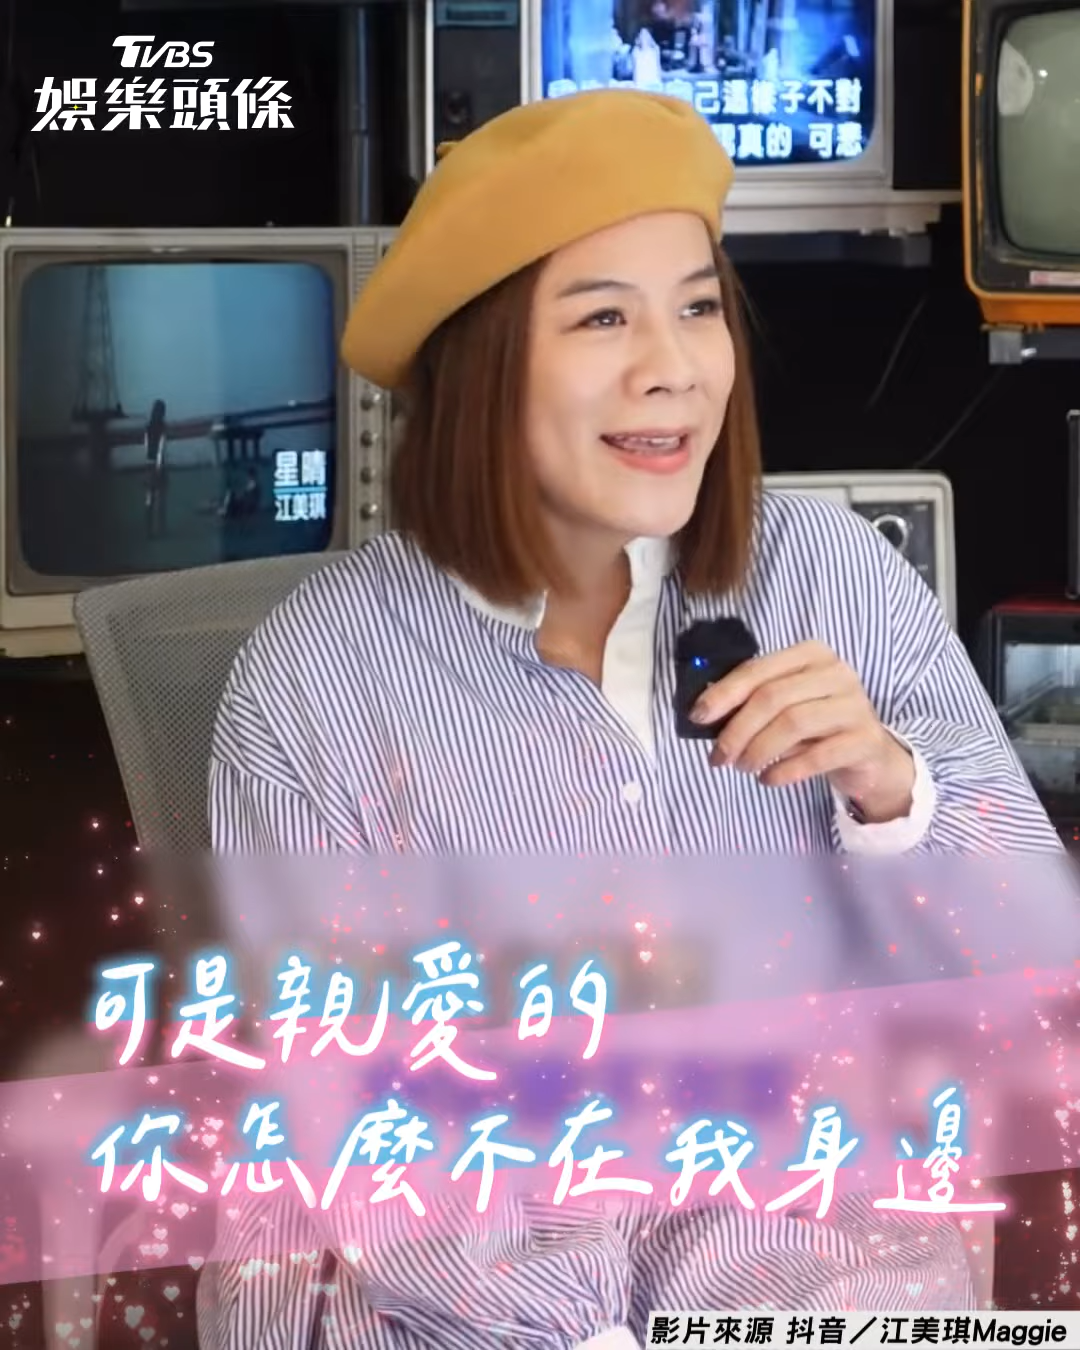 TVBS
娛樂頭條
自己這樣子不對
認真的 可悲
星晴
江美琪
可是親愛的
你怎麼不在我身邊
影片來源 抖音／江美琪Maggie